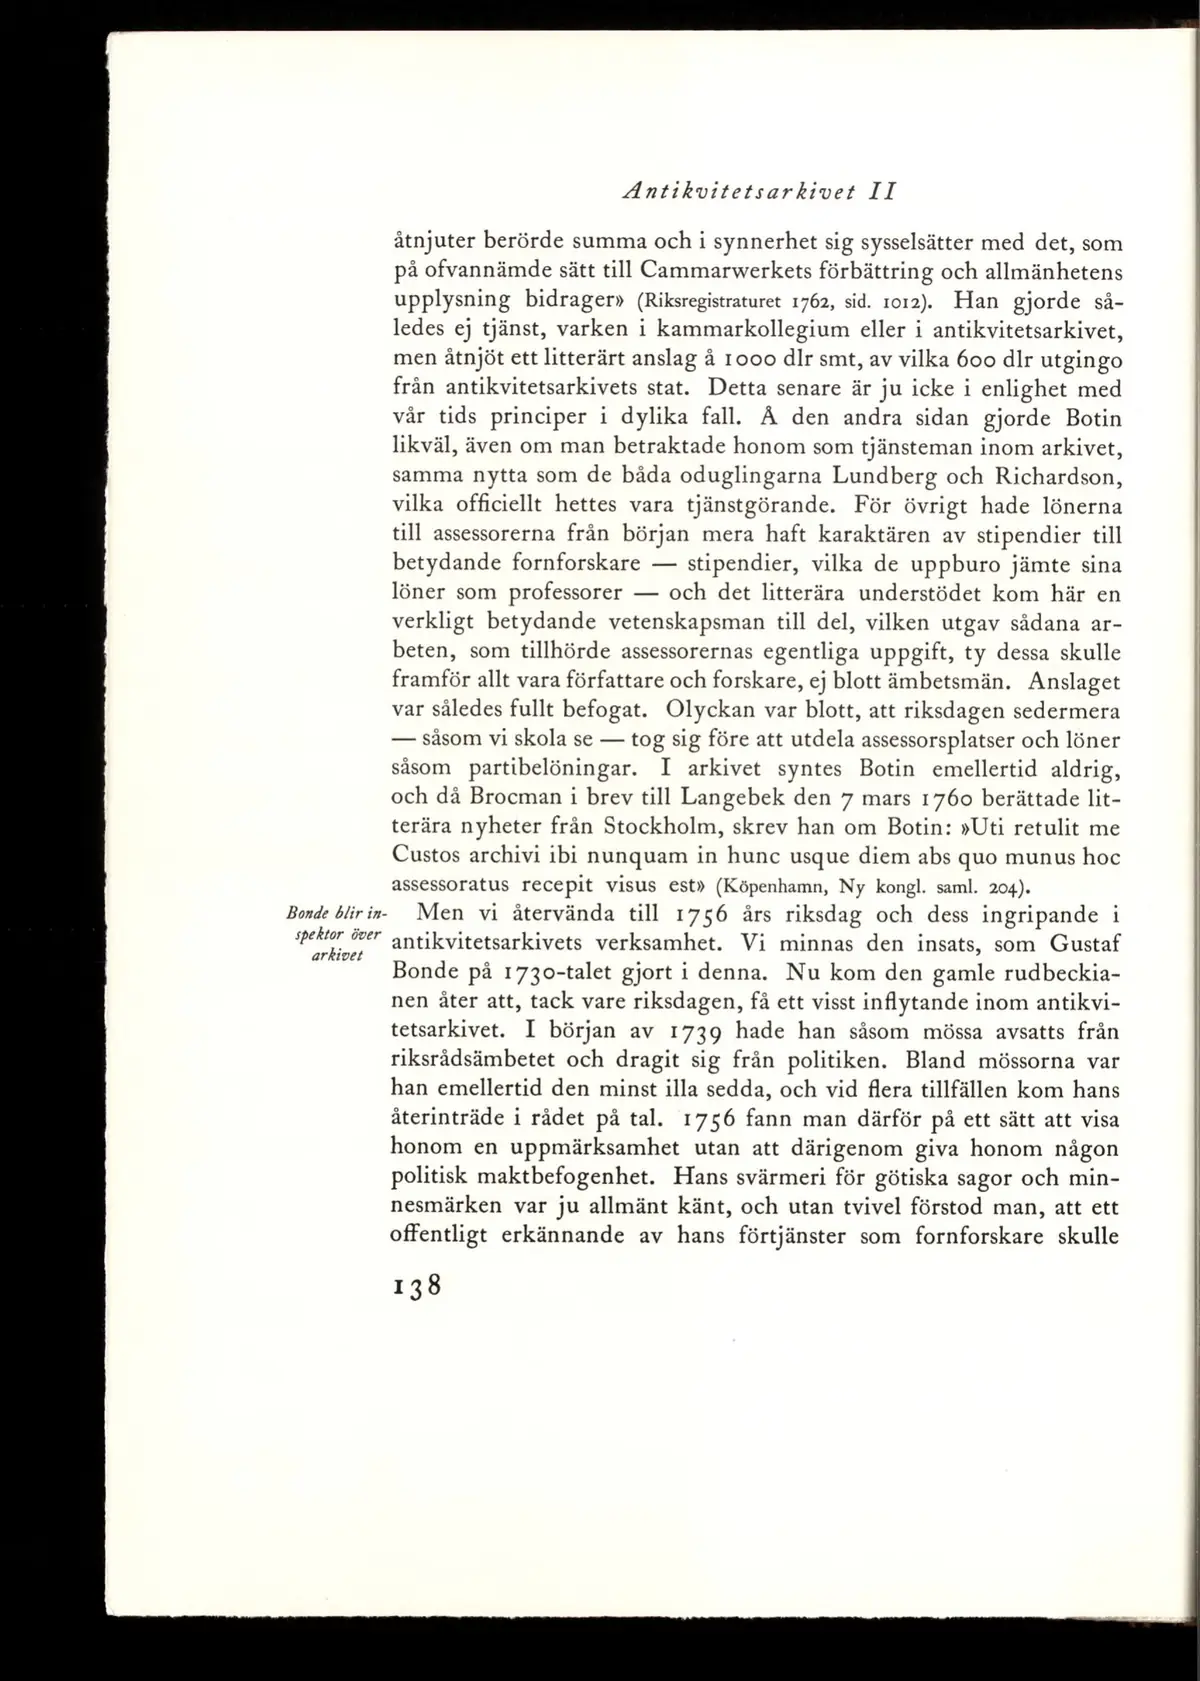 Antikvitetsarkivet II
åtnjuter berörde summa och i synnerhet sig sysselsätter med det, som
på ofvannämde sätt till Cammarwerkets förbättring och allmänhetens
upplysning bidrager» (Riksregistraturet 1762, sid. 1012). Han gjorde så-
ledes ej tjänst, varken i kammarkollegium eller i antikvitetsarkivet,
men åtnjöt ett litterärt anslag å 1000 dlr smt, av vilka 600 dlr utgingo
från antikvitetsarkivets stat. Detta senare är ju icke i enlighet med
vår tids principer i dylika fall. Å den andra sidan gjorde Botin
likväl, även om man betraktade honom som tjänsteman inom arkivet,
samma nytta som de båda oduglingarna Lundberg och Richardson,
vilka officiellt hettes vara tjänstgörande. För övrigt hade lönerna
till assessorerna från början mera haft karaktären av stipendier till
betydande fornforskare — stipendier, vilka de uppburo jämte sina
löner som professorer — och det litterära understödet kom här en
verkligt betydande vetenskapsman till del, vilken utgav sådana ar-
beten, som tillhörde assessorernas egentliga uppgift, ty dessa skulle
framför allt vara författare och forskare, ej blott ämbetsmän. Anslaget
var således fullt befogat. Olyckan var blott, att riksdagen sedermera
— såsom vi skola se — tog sig före att utdela assessorsplatser och löner
såsom partibelöningar. I arkivet syntes Botin emellertid aldrig,
och då Brocman i brev till Langebek den 7 mars 1760 berättade lit-
terära nyheter från Stockholm, skrev han om Botin: »Uti retulit me
Custos archivi ibi nunquam in hunc usque diem abs quo munus hoc
assessoratus recepit visus est» (Köpenhamn, Ny kongl. saml. 204).
Bonde blir in-
spektor över
arkivet
Men vi återvända till 1756 års riksdag och dess ingripande i
antikvitetsarkivets verksamhet. Vi minnas den insats, som Gustaf
Bonde på 1730-talet gjort i denna. Nu kom den gamle rudbeckia-
nen åter att, tack vare riksdagen, få ett visst inflytande inom antikvi-
tetsarkivet. I början av 1739 hade han såsom mössa avsatts från
riksrådsämbetet och dragit sig från politiken. Bland mössorna var
han emellertid den minst illa sedda, och vid flera tillfällen kom hans
återinträde i rådet på tal. 1756 fann man därför på ett sätt att visa
honom en uppmärksamhet utan att därigenom giva honom någon
politisk maktbefogenhet. Hans svärmeri för götiska sagor och min-
nesmärken var ju allmänt känt, och utan tvivel förstod man, att ett
offentligt erkännande av hans förtjänster som fornforskare skulle
138